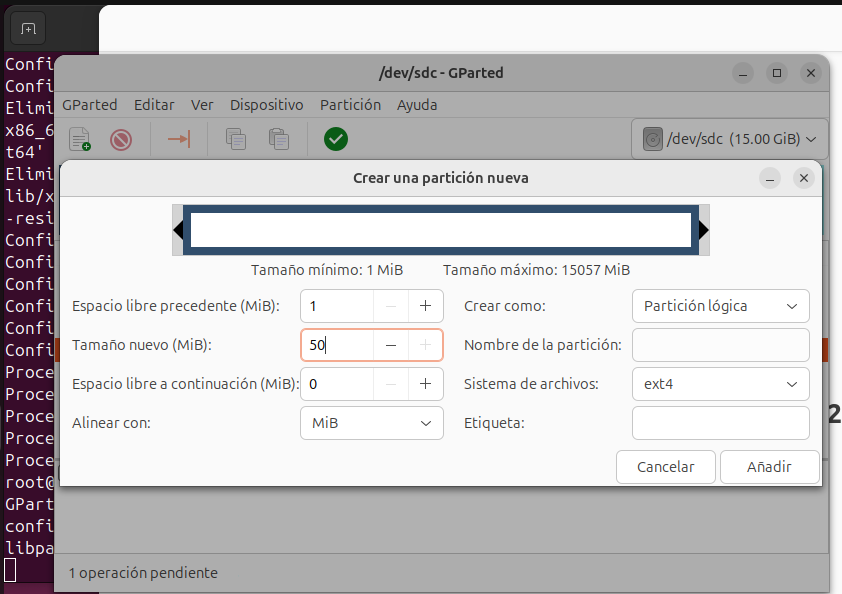 /dev/sdc - GParted
GParted Editar Ver Dispositivo Partición Ayuda
/dev/sdc (15.00 GiB)
Crear una partición nueva
Tamaño mínimo: 1 MiB Tamaño máximo: 15057 MiB
Espacio libre precedente (MiB): 1 Crear como: Partición lógica
Tamaño nuevo (MiB): 50 Nombre de la partición:
Espacio libre a continuación (MiB): 0 Sistema de archivos: ext4
Alinear con: MiB Etiqueta:
Cancelar Añadir
1 operación pendiente
Confi
Confi
Elimi
x86_6
t64'
Elimi
lib/x
-resi
Confi
Confi
Confi
Confi
Confi
Confi
Proce
Proce
Proce
Proce
Proce
root@
GPart
confi
libpa
2